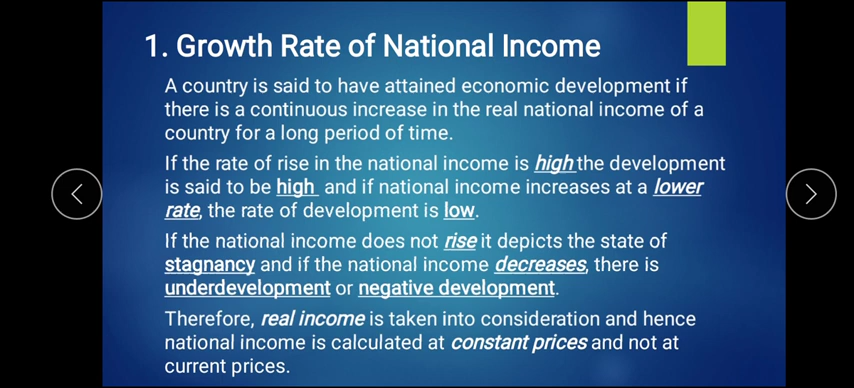 1. Growth Rate of National Income
A country is said to have attained economic development if
there is a continuous increase in the real national income of a
country for a long period of time.
If the rate of rise in the national income is high the development
is said to be high and if national income increases at a lower
rate, the rate of development is low.
If the national income does not rise it depicts the state of
stagnancy and if the national income decreases, there is
underdevelopment or negative development.
Therefore, real income is taken into consideration and hence
national income is calculated at constant prices and not at
current prices.